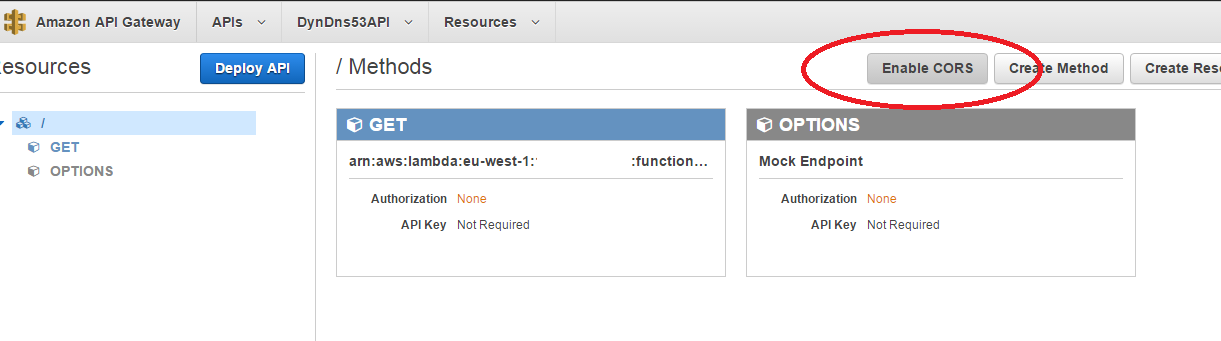 Amazon API Gateway APIs DynDns53API Resources
esources Deploy API / Methods Enable CORS Create Method Create Res
/
GET
OPTIONS
GET
arn:aws:lambda:eu-west-1: :function...
Authorization None
API Key Not Required
OPTIONS
Mock Endpoint
Authorization None
API Key Not Required